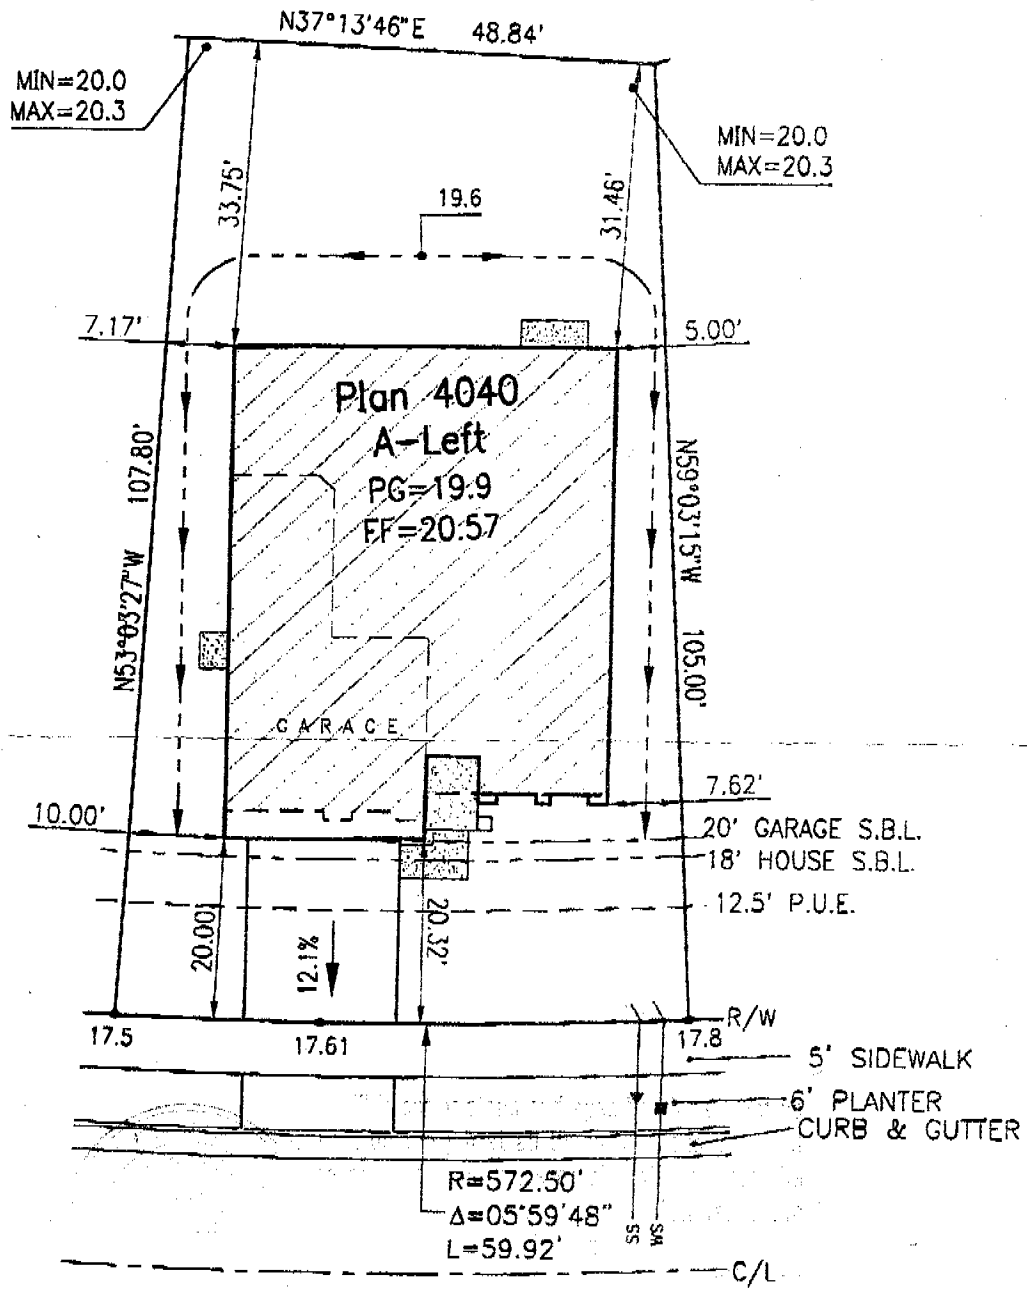 N37°13'46"E 48.84'
MIN=20.0
MAX=20.3
MIN=20.0
MAX=20.3
33.75'
19.6
31.46'
7.17'
5.00'
Plan 4040
A-Left
PG=19.9
FF=20.57
107.80'
N53°03'27"W
N59°03'15"W 105.00'
GARAGE
7.62'
10.00'
20' GARAGE S.B.L.
18' HOUSE S.B.L.
12.5' P.U.E.
20.00'
12.1%
20.32'
R/W
17.5
17.61
17.8
5' SIDEWALK
6' PLANTER
CURB & GUTTER
R=572.50'
Δ=05°59'48"
L=59.92'
SS
SW
C/L